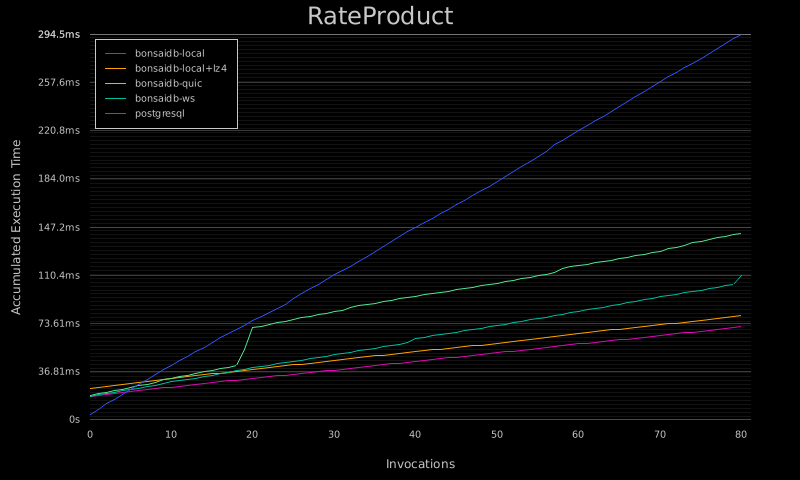 RateProduct
294.5ms
257.6ms
220.8ms
184.0ms
147.2ms
110.4ms
73.61ms
36.81ms
0s
bonsaidb-local
bonsaidb-local+lz4
bonsaidb-quic
bonsaidb-ws
postgresql
Accumulated Execution Time
0 10 20 30 40 50 60 70 80
Invocations